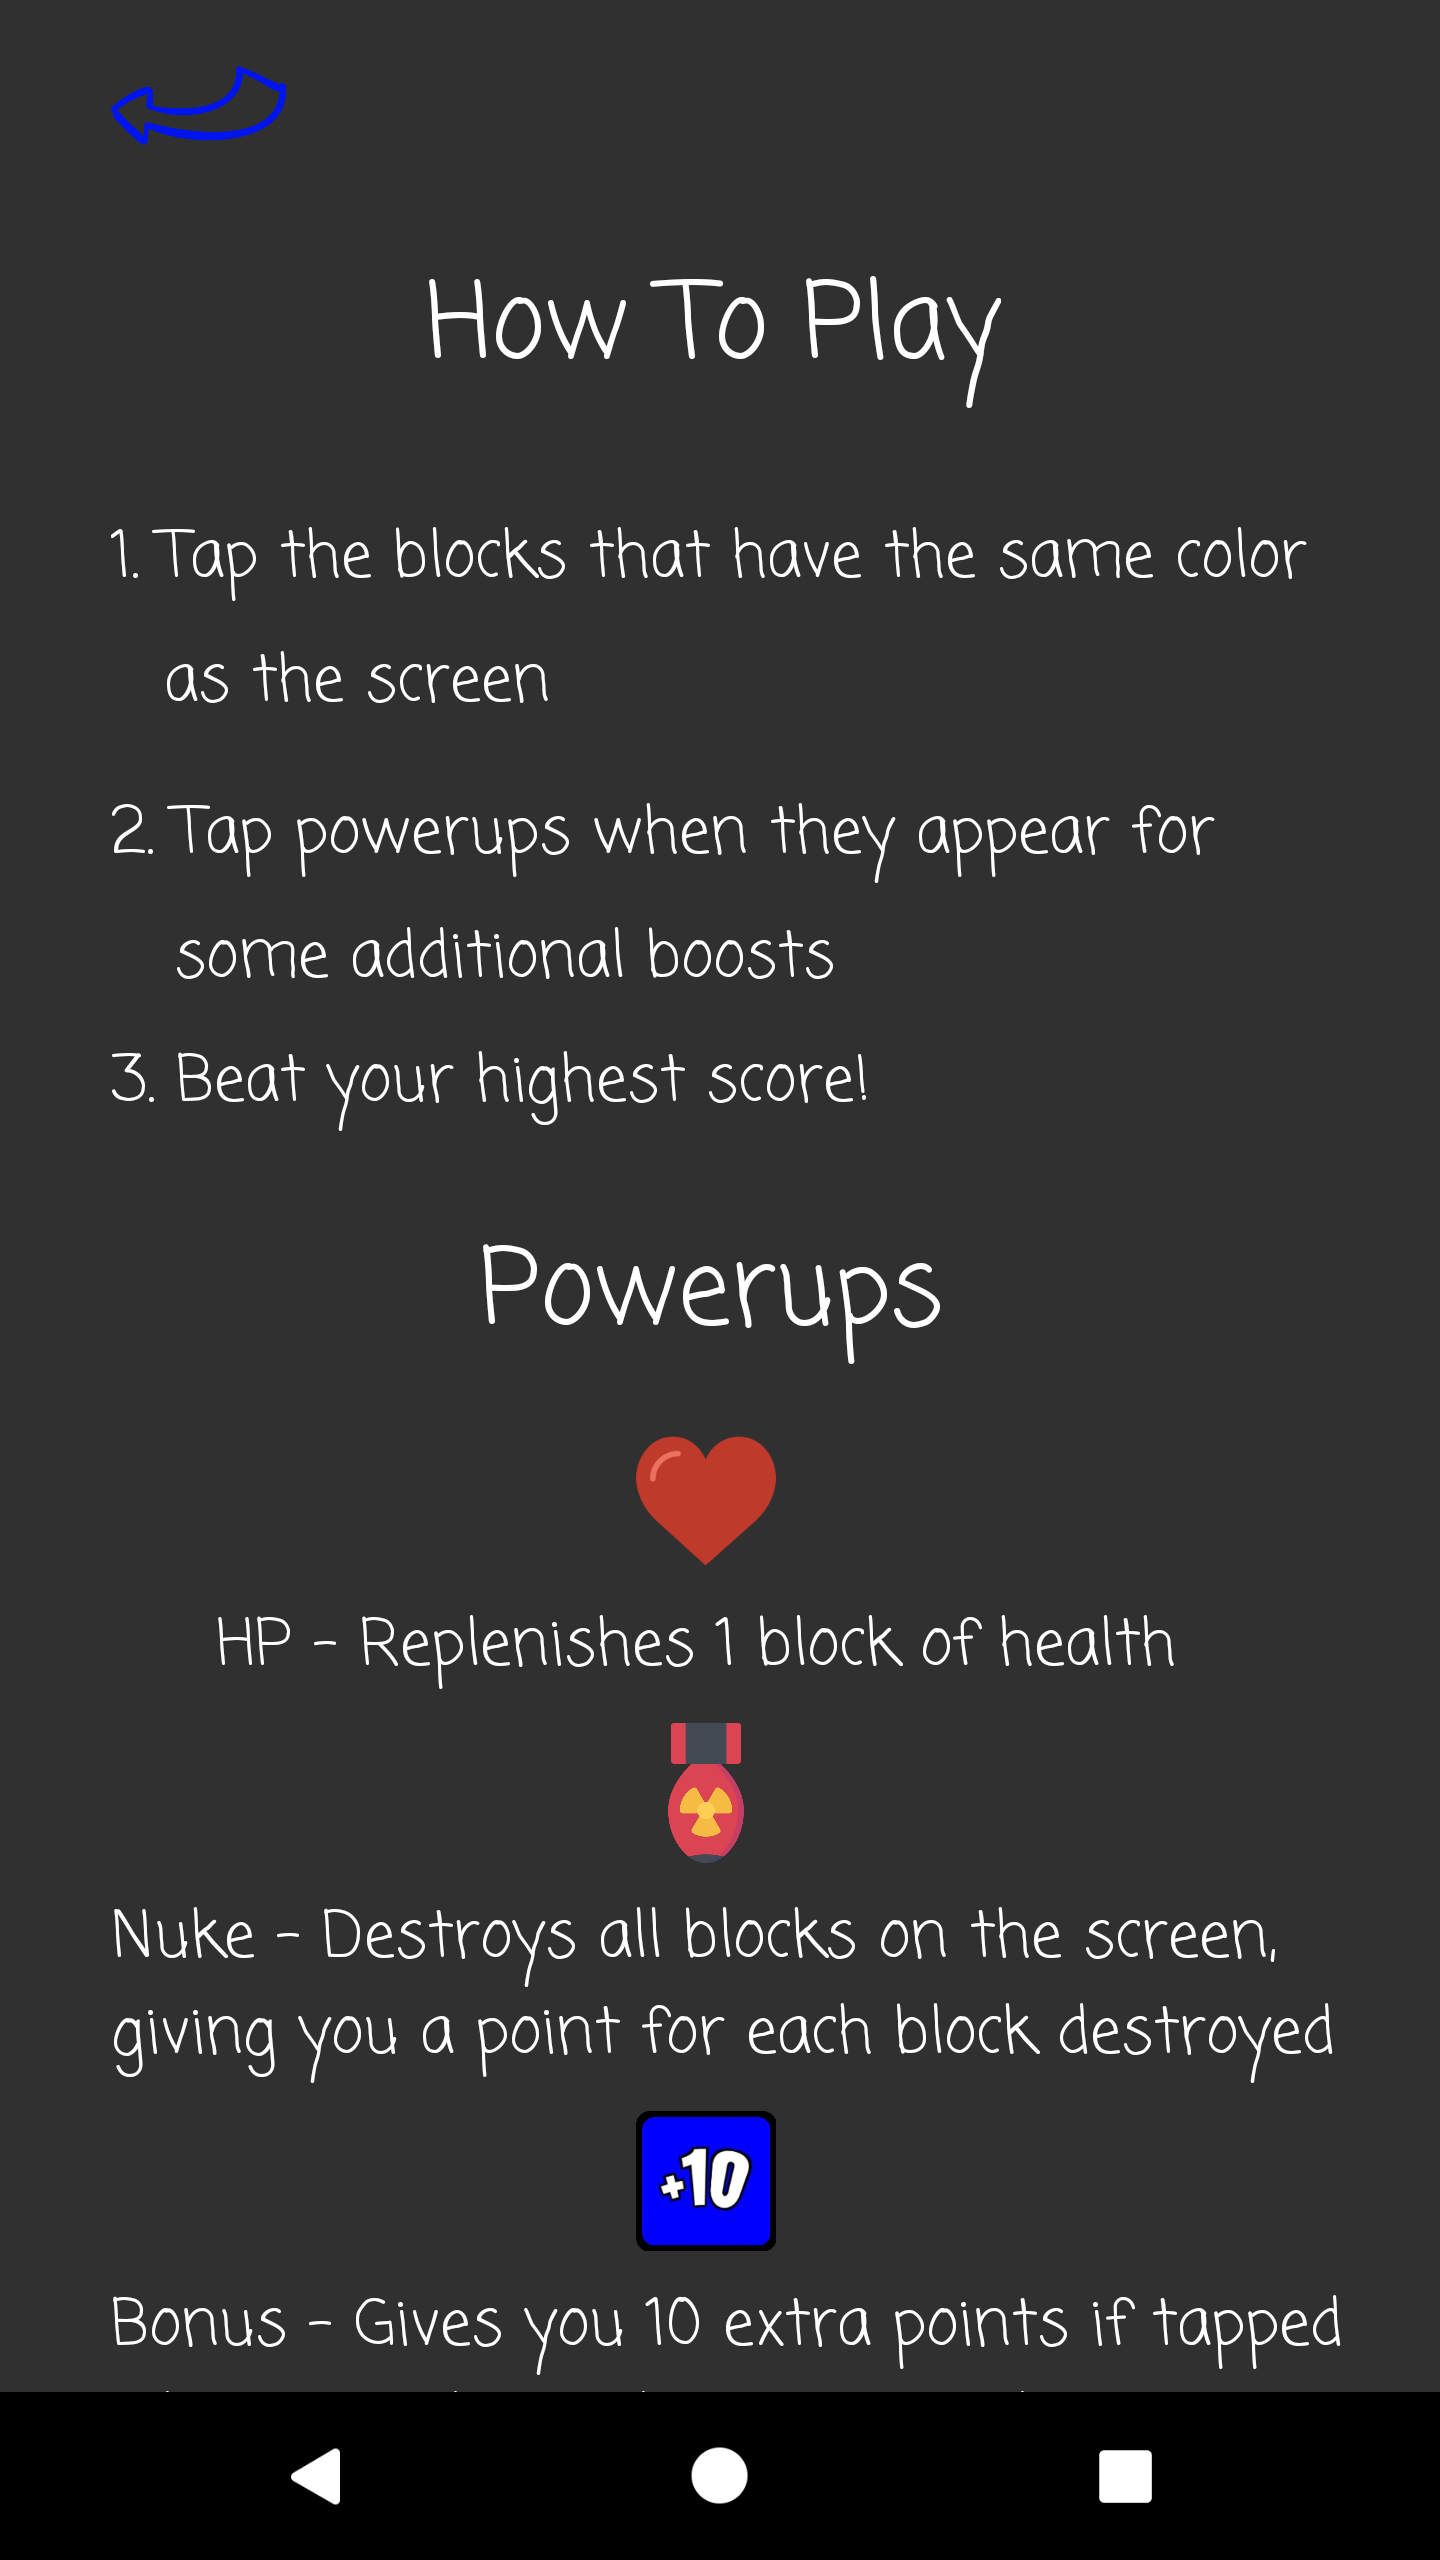 How To Play
1. Tap the blocks that have the same color
as the screen
2. Tap powerups when they appear for
some additional boosts
3. Beat your highest score!
Powerups
HP - Replenishes 1 block of health
Nuke - Destroys all blocks on the screen,
giving you a point for each block destroyed
+10
Bonus - Gives you 10 extra points if tapped